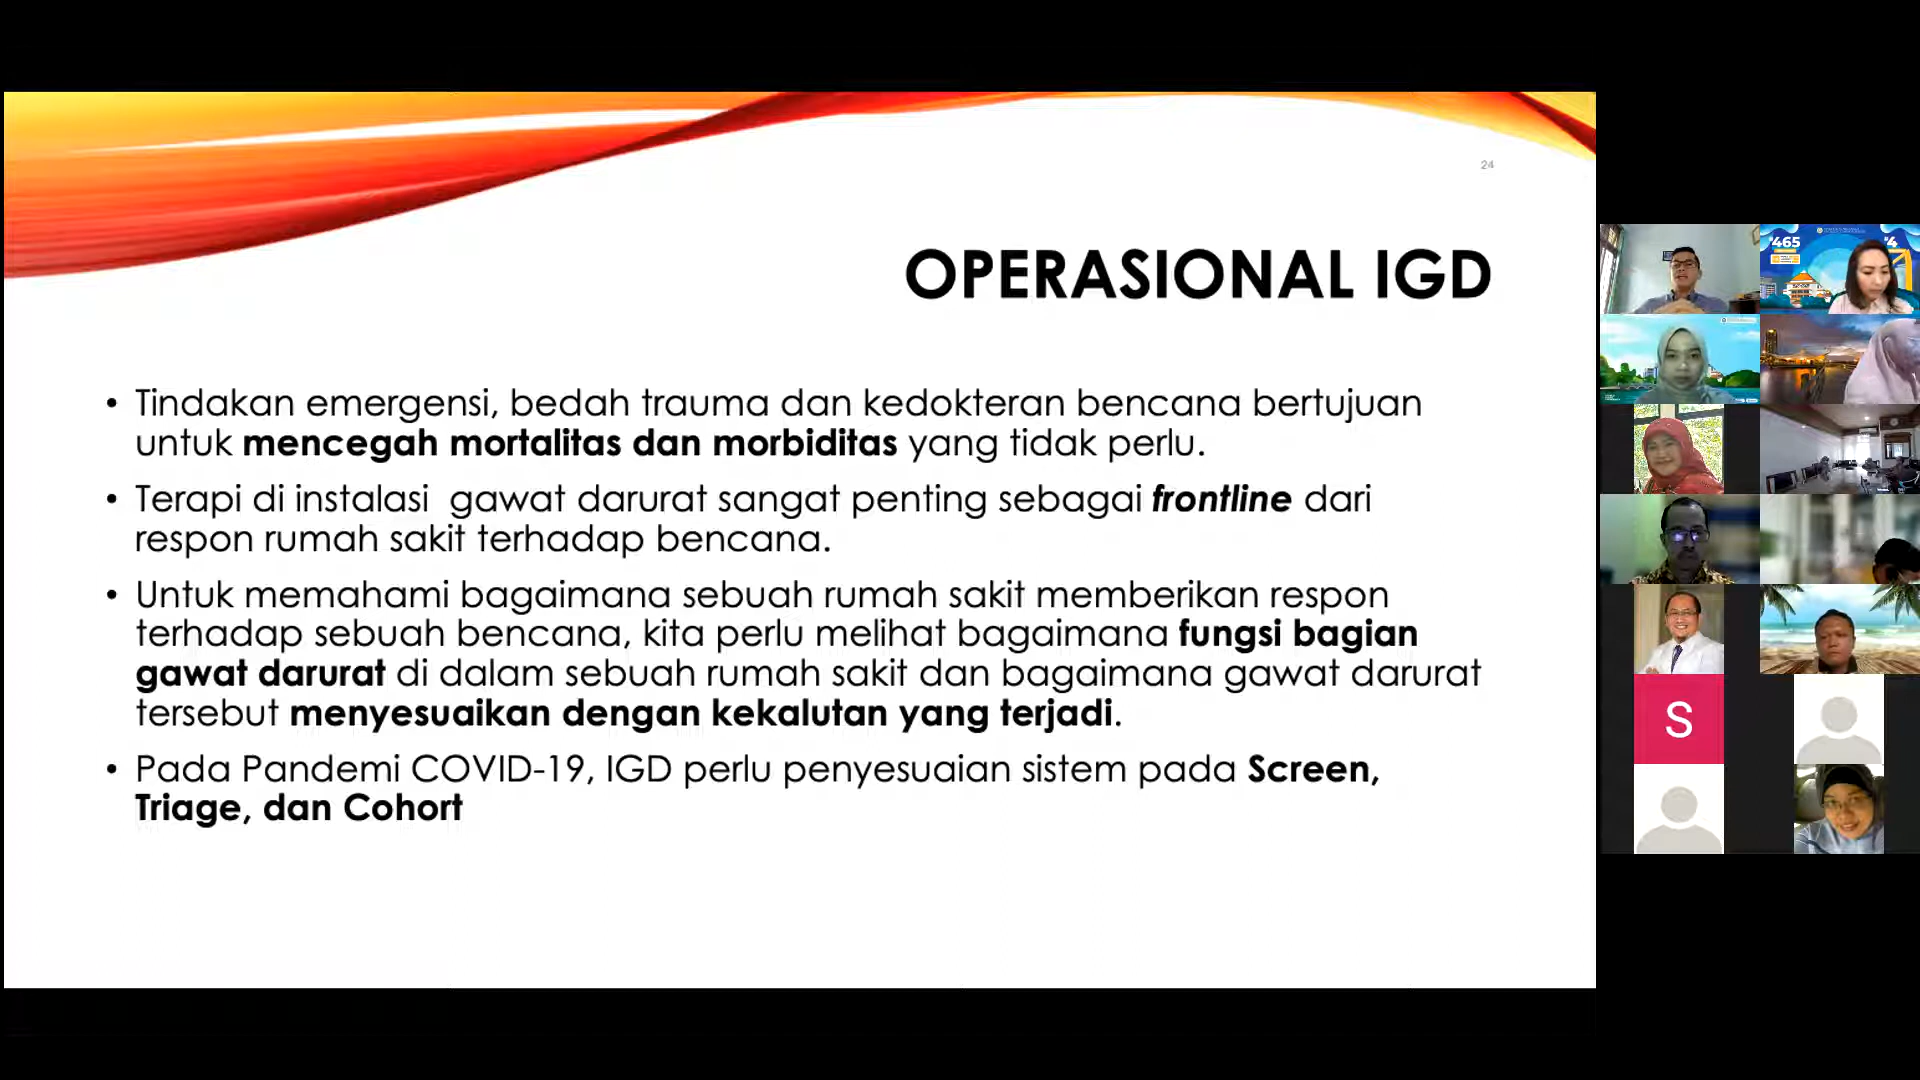 24
OPERASIONAL IGD
• Tindakan emergensi, bedah trauma dan kedokteran bencana bertujuan
untuk mencegah mortalitas dan morbiditas yang tidak perlu.
• Terapi di instalasi gawat darurat sangat penting sebagai frontline dari
respon rumah sakit terhadap bencana.
• Untuk memahami bagaimana sebuah rumah sakit memberikan respon
terhadap sebuah bencana, kita perlu melihat bagaimana fungsi bagian
gawat darurat di dalam sebuah rumah sakit dan bagaimana gawat darurat
tersebut menyesuaikan dengan kekalutan yang terjadi.
• Pada Pandemi COVID-19, IGD perlu penyesuaian sistem pada Screen,
Triage, dan Cohort
465
S